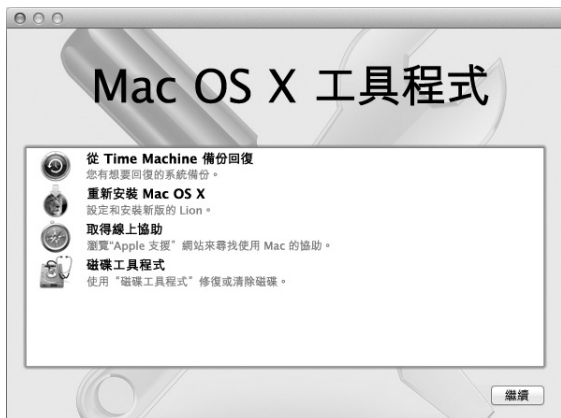 Mac OS X 工具程式
從 Time Machine 備份回復
您有想要回復的系統備份。
重新安裝 Mac OS X
設定和安裝新版的 Lion。
取得線上協助
瀏覽“Apple 支援”網站來尋找使用 Mac 的協助。
磁碟工具程式
使用“磁碟工具程式”修復或清除磁碟。
繼續